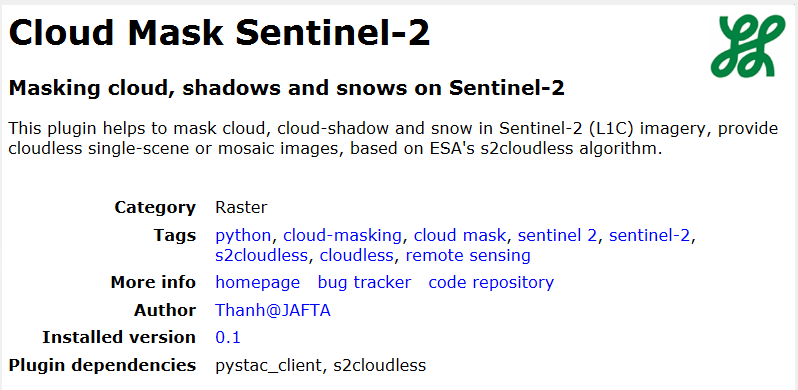 Cloud Mask Sentinel-2
Masking cloud, shadows and snows on Sentinel-2
This plugin helps to mask cloud, cloud-shadow and snow in Sentinel-2 (L1C) imagery, provide
cloudless single-scene or mosaic images, based on ESA's s2cloudless algorithm.
Category Raster
Tags python, cloud-masking, cloud mask, sentinel 2, sentinel-2,
s2cloudless, cloudless, remote sensing
More info homepage bug tracker code repository
Author Thanh@JAFTA
Installed version 0.1
Plugin dependencies pystac_client, s2cloudless